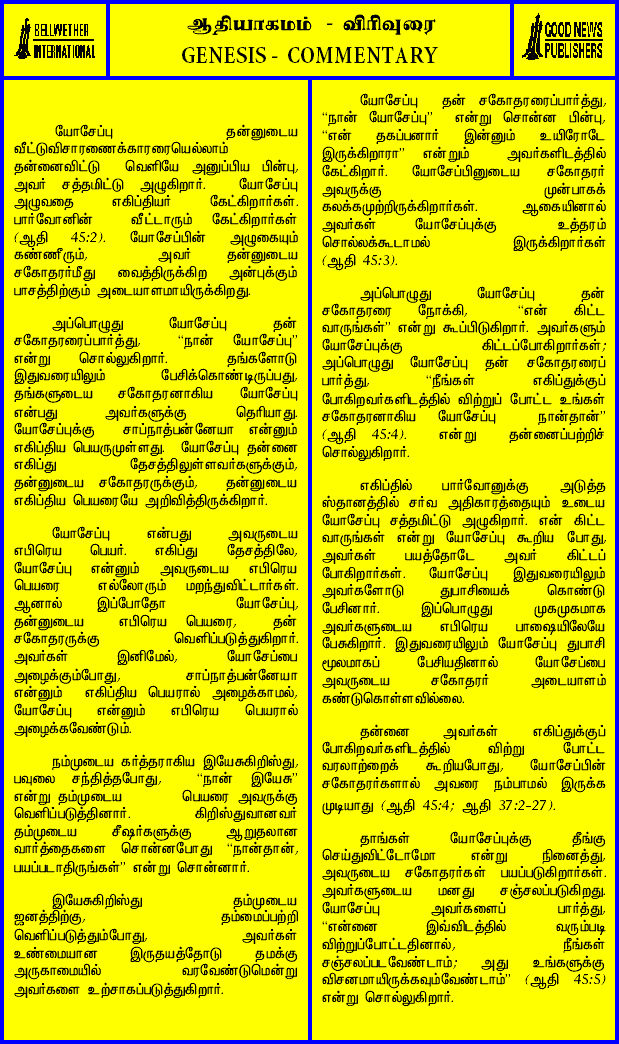 BELLWETHER
INTERNATIONAL
ஆதியாகமம் - விரிவுரை
GENESIS - COMMENTARY
GOOD NEWS
PUBLISHERS
யோசேப்பு தன்னுடைய
வீட்டுவிசாரணைக்காரரையெல்லாம்
தன்னைவிட்டு வெளியே அனுப்பிய பின்பு,
அவர் சத்தமிட்டு அழுகிறார். யோசேப்பு
அழுவதை எகிப்தியர் கேட்கிறார்கள்.
பார்வோனின் வீட்டாரும் கேட்கிறார்கள்
(ஆதி 45:2). யோசேப்பின் அழுகையும்
கண்ணீரும், அவர் தன்னுடைய
சகோதரர்மீது வைத்திருக்கிற அன்புக்கும்
பாசத்திற்கும் அடையாளமாயிருக்கிறது.
அப்பொழுது யோசேப்பு தன்
சகோதரரைப்பார்த்து, “நான் யோசேப்பு”
என்று சொல்லுகிறார். தங்களோடு
இதுவரையிலும் பேசிக்கொண்டிருப்பது,
தங்களுடைய சகோதரனாகிய யோசேப்பு
என்பது அவர்களுக்கு தெரியாது.
யோசேப்புக்கு சாப்நாத்பன்னேயா என்னும்
எகிப்திய பெயருமுள்ளது. யோசேப்பு தன்னை
எகிப்து தேசத்திலுள்ளவர்களுக்கும்,
தன்னுடைய சகோதரருக்கும், தன்னுடைய
எகிப்திய பெயரையே அறிவித்திருக்கிறார்.
யோசேப்பு என்பது அவருடைய
எபிரெய பெயர். எகிப்து தேசத்திலே,
யோசேப்பு என்னும் அவருடைய எபிரெய
பெயரை எல்லோரும் மறந்துவிட்டார்கள்.
ஆனால் இப்போதோ யோசேப்பு,
தன்னுடைய எபிரெய பெயரை, தன்
சகோதரருக்கு வெளிப்படுத்துகிறார்.
அவர்கள் இனிமேல், யோசேப்பை
அழைக்கும்போது, சாப்நாத்பன்னேயா
என்னும் எகிப்திய பெயரால் அழைக்காமல்,
யோசேப்பு என்னும் எபிரெய பெயரால்
அழைக்கவேண்டும்.
நம்முடைய கர்த்தராகிய இயேசுகிறிஸ்து,
பவுலை சந்தித்தபோது, “நான் இயேசு”
என்று தம்முடைய பெயரை அவருக்கு
வெளிப்படுத்தினார். கிறிஸ்துவானவர்
தம்முடைய சீஷர்களுக்கு ஆறுதலான
வார்த்தைகளை சொன்னபோது “நான்தான்,
பயப்படாதிருங்கள்” என்று சொன்னார்.
இயேசுகிறிஸ்து தம்முடைய
ஜனத்திற்கு, தம்மைப்பற்றி
வெளிப்படுத்தும்போது, அவர்கள்
உண்மையான இருதயத்தோடு தமக்கு
அருகாமையில் வரவேண்டுமென்று
அவர்களை உற்சாகப்படுத்துகிறார்.
யோசேப்பு தன் சகோதரரைப்பார்த்து,
“நான் யோசேப்பு” என்று சொன்ன பின்பு,
“என் தகப்பனார் இன்னும் உயிரோடே
இருக்கிறாரா” என்றும் அவர்களிடத்தில்
கேட்கிறார். யோசேப்பினுடைய சகோதரர்
அவருக்கு முன்பாகக்
கலக்கமுற்றிருக்கிறார்கள். ஆகையினால்
அவர்கள் யோசேப்புக்கு உத்தரம்
சொல்லக்கூடாமல் இருக்கிறார்கள்
(ஆதி 45:3).
அப்பொழுது யோசேப்பு தன்
சகோதரரை நோக்கி, “என் கிட்ட
வாருங்கள்” என்று கூப்பிடுகிறார். அவர்களும்
யோசேப்புக்கு கிட்டப்போகிறார்கள்;
அப்பொழுது யோசேப்பு தன் சகோதரரைப்
பார்த்து, “நீங்கள் எகிப்துக்குப்
போகிறவர்களிடத்தில் விற்றுப் போட்ட உங்கள்
சகோதரனாகிய யோசேப்பு நான்தான்”
(ஆதி 45:4). என்று தன்னைப்பற்றிச்
சொல்லுகிறார்.
எகிப்தில் பார்வோனுக்கு அடுத்த
ஸ்தானத்தில் சர்வ அதிகாரத்தையும் உடைய
யோசேப்பு சத்தமிட்டு அழுகிறார். என் கிட்ட
வாருங்கள் என்று யோசேப்பு கூறிய போது,
அவர்கள் பயத்தோடே அவர் கிட்டப்
போகிறார்கள். யோசேப்பு இதுவரையிலும்
அவர்களோடு துபாசியைக் கொண்டு
பேசினார். இப்பொழுது முகமுகமாக
அவர்களுடைய எபிரெய பாஷையிலேயே
பேசுகிறார். இதுவரையிலும் யோசேப்பு துபாசி
மூலமாகப் பேசியதினால் யோசேப்பை
அவருடைய சகோதரர் அடையாளம்
கண்டுகொள்ளவில்லை.
தன்னை அவர்கள் எகிப்துக்குப்
போகிறவர்களிடத்தில் விற்று போட்ட
வரலாற்றைக் கூறியபோது, யோசேப்பின்
சகோதரர்களால் அவரை நம்பாமல் இருக்க
முடியாது (ஆதி 45:4; ஆதி 37:2-27).
தாங்கள் யோசேப்புக்கு தீங்கு
செய்துவிட்டோமோ என்று நினைத்து,
அவருடைய சகோதரர்கள் பயப்படுகிறார்கள்.
அவர்களுடைய மனது சஞ்சலப்படுகிறது.
யோசேப்பு அவர்களைப் பார்த்து,
“என்னை இவ்விடத்தில் வரும்படி
விற்றுப்போட்டதினால், நீங்கள்
சஞ்சலப்படவேண்டாம்; அது உங்களுக்கு
விசனமாயிருக்கவும்வேண்டாம்” (ஆதி 45:5)
என்று சொல்லுகிறார்.